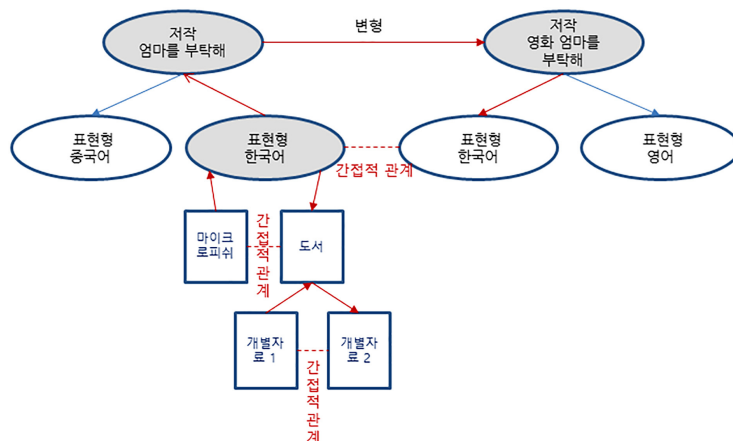 저작
엄마를 부탁해
변형
저작
영화 엄마를
부탁해
표현형
중국어
표현형
한국어
표현형
한국어
표현형
영어
간접적 관계
마이크
로피쉬
간접적관계
도서
개별자
료 1
개별자
료 2
간접적관계